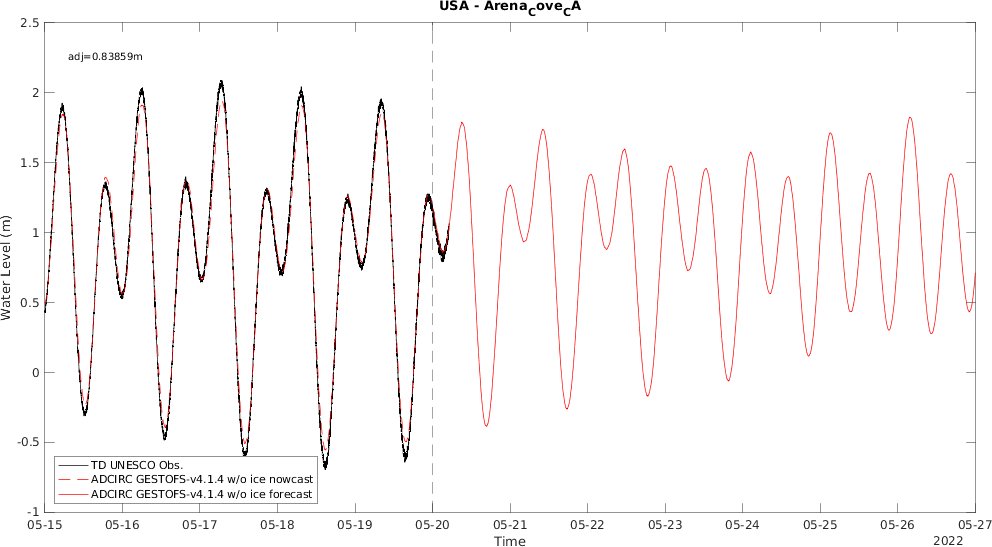 USA - Arena_Cove_CA
adj=0.83859m
2.5
2
1.5
1
0.5
0
-0.5
-1
Water Level (m)
TD UNESCO Obs.
ADCIRC GESTOFS-v4.1.4 w/o ice nowcast
ADCIRC GESTOFS-v4.1.4 w/o ice forecast
05-15 05-16 05-17 05-18 05-19 05-20 05-21 05-22 05-23 05-24 05-25 05-26 05-27
Time
2022